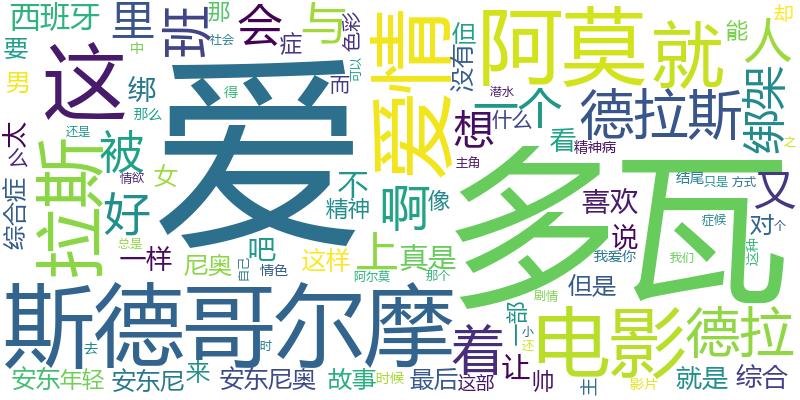 西班牙
里
班
那
会
社会
症
与
色彩
可以
爱情
没有
但
阿莫
就
能
却
人
要
中
男
这
绑
得
那么
而
爱
潜水
一个
什么
想
德拉斯
绑架
之
太
么
还是
拉斯
被
情欲
女
好
综合症
不
精神
像
啊
看
精神病
主角
多瓦
喜欢
说
结尾
只是
方式
又
对
个
症候
这种
我们
我爱你
一样
总是
尼奥
吧
情色
自己
这样
上
真是
阿尔莫
那个
但是
剧情
斯德哥尔摩
去
时
着
一部
小
还
电影
德拉
安东
年轻
安东尼
来
安东尼奥
故事
时候
最后
这部
让
帅
主
影片
就是
综合